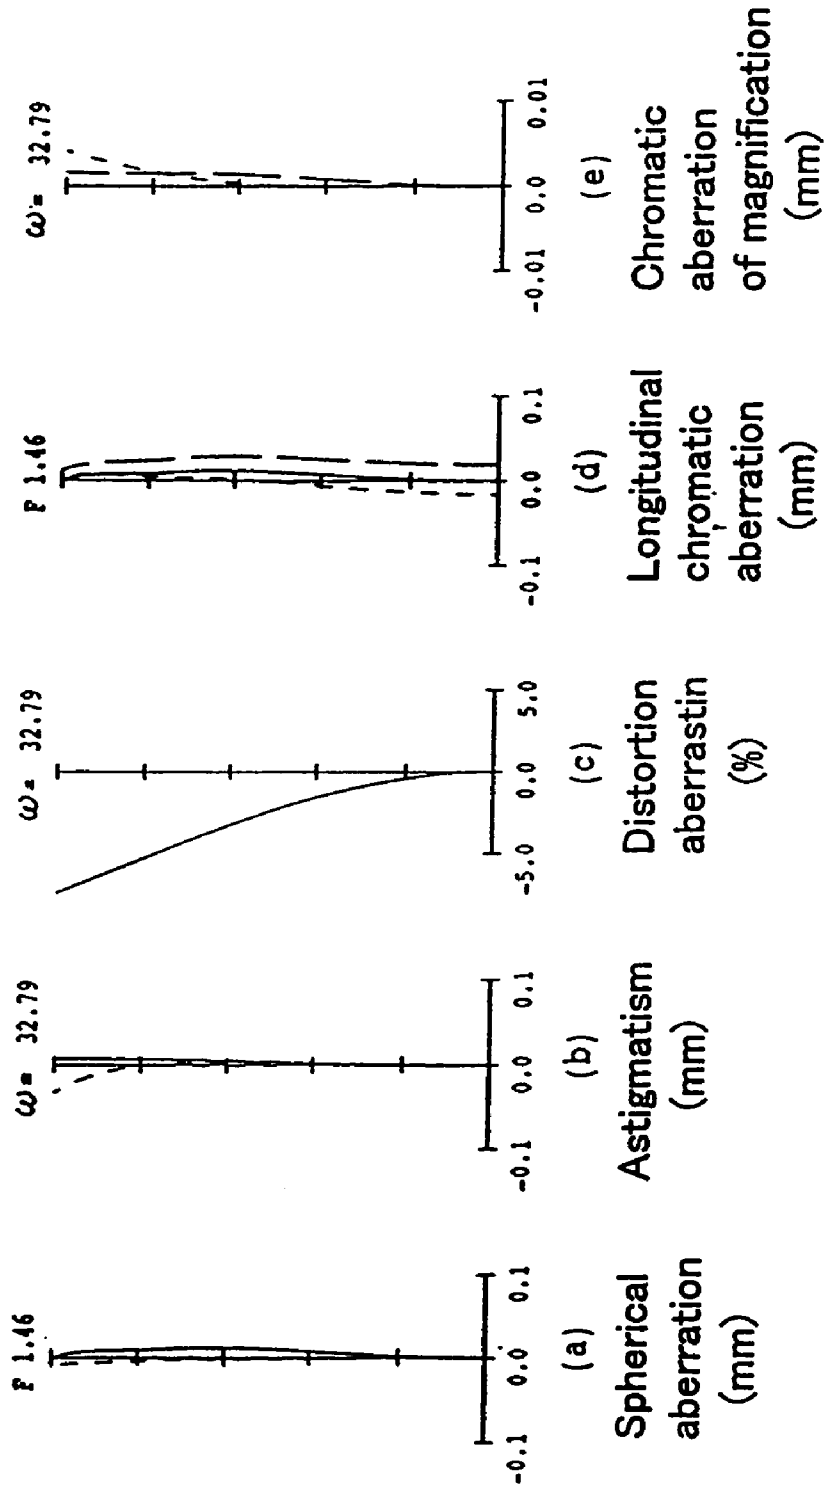 F 1.46
-0.1 0.0 0.1
(a)
Spherical
aberration
(mm)
ω= 32.79
-0.1 0.0 0.1
(b)
Astigmatism
(mm)
ω= 32.79
-5.0 0.0 5.0
(c)
Distortion
aberrastin
(%)
F 1.46
-0.1 0.0 0.1
(d)
Longitudinal
chromatic
aberration
(mm)
ω= 32.79
-0.01 0.0 0.01
(e)
Chromatic
aberration
of magnification
(mm)